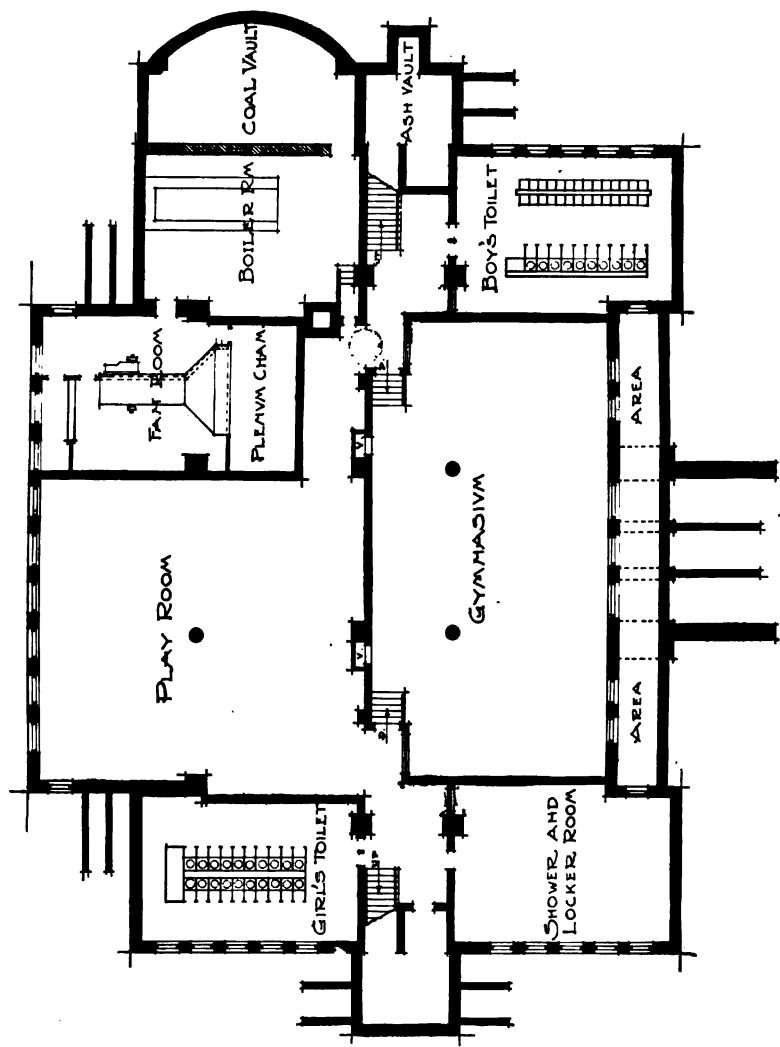 COAL VAULT
ASH VAULT
BOILER RM
BOY'S TOILET
FAN ROOM
PLENUM CHAM.
AREA
V
PLAY ROOM
GYMNASIUM
V
AREA
GIRL'S TOILET
SHOWER AND
LOCKER ROOM